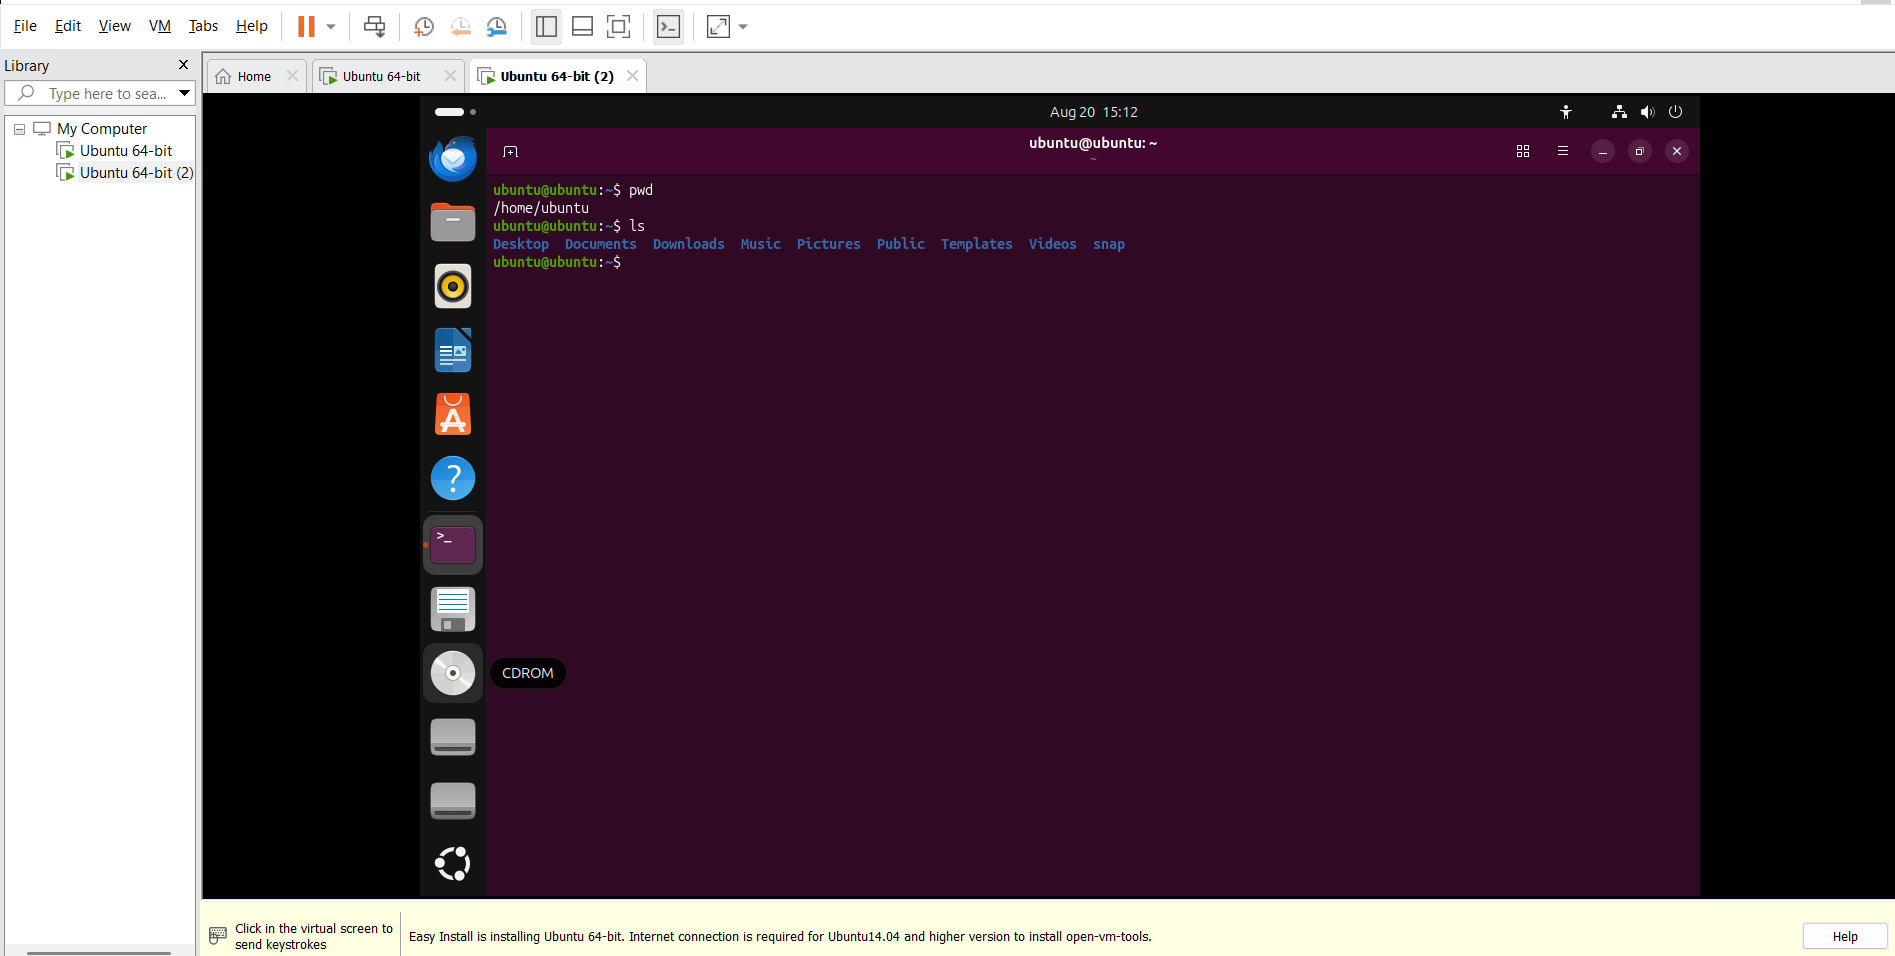 File Edit View VM Tabs Help
Library
Type here to sea...
My Computer
Ubuntu 64-bit
Ubuntu 64-bit (2)
Home
Ubuntu 64-bit
Ubuntu 64-bit (2)
Aug 20 15:12
ubuntu@ubuntu: ~
~
ubuntu@ubuntu:~$ pwd
/home/ubuntu
ubuntu@ubuntu:~$ ls
Desktop Documents Downloads Music Pictures Public Templates Videos snap
ubuntu@ubuntu:~$
CDROM
Click in the virtual screen to
send keystrokes
Easy Install is installing Ubuntu 64-bit. Internet connection is required for Ubuntu14.04 and higher version to install open-vm-tools.
Help